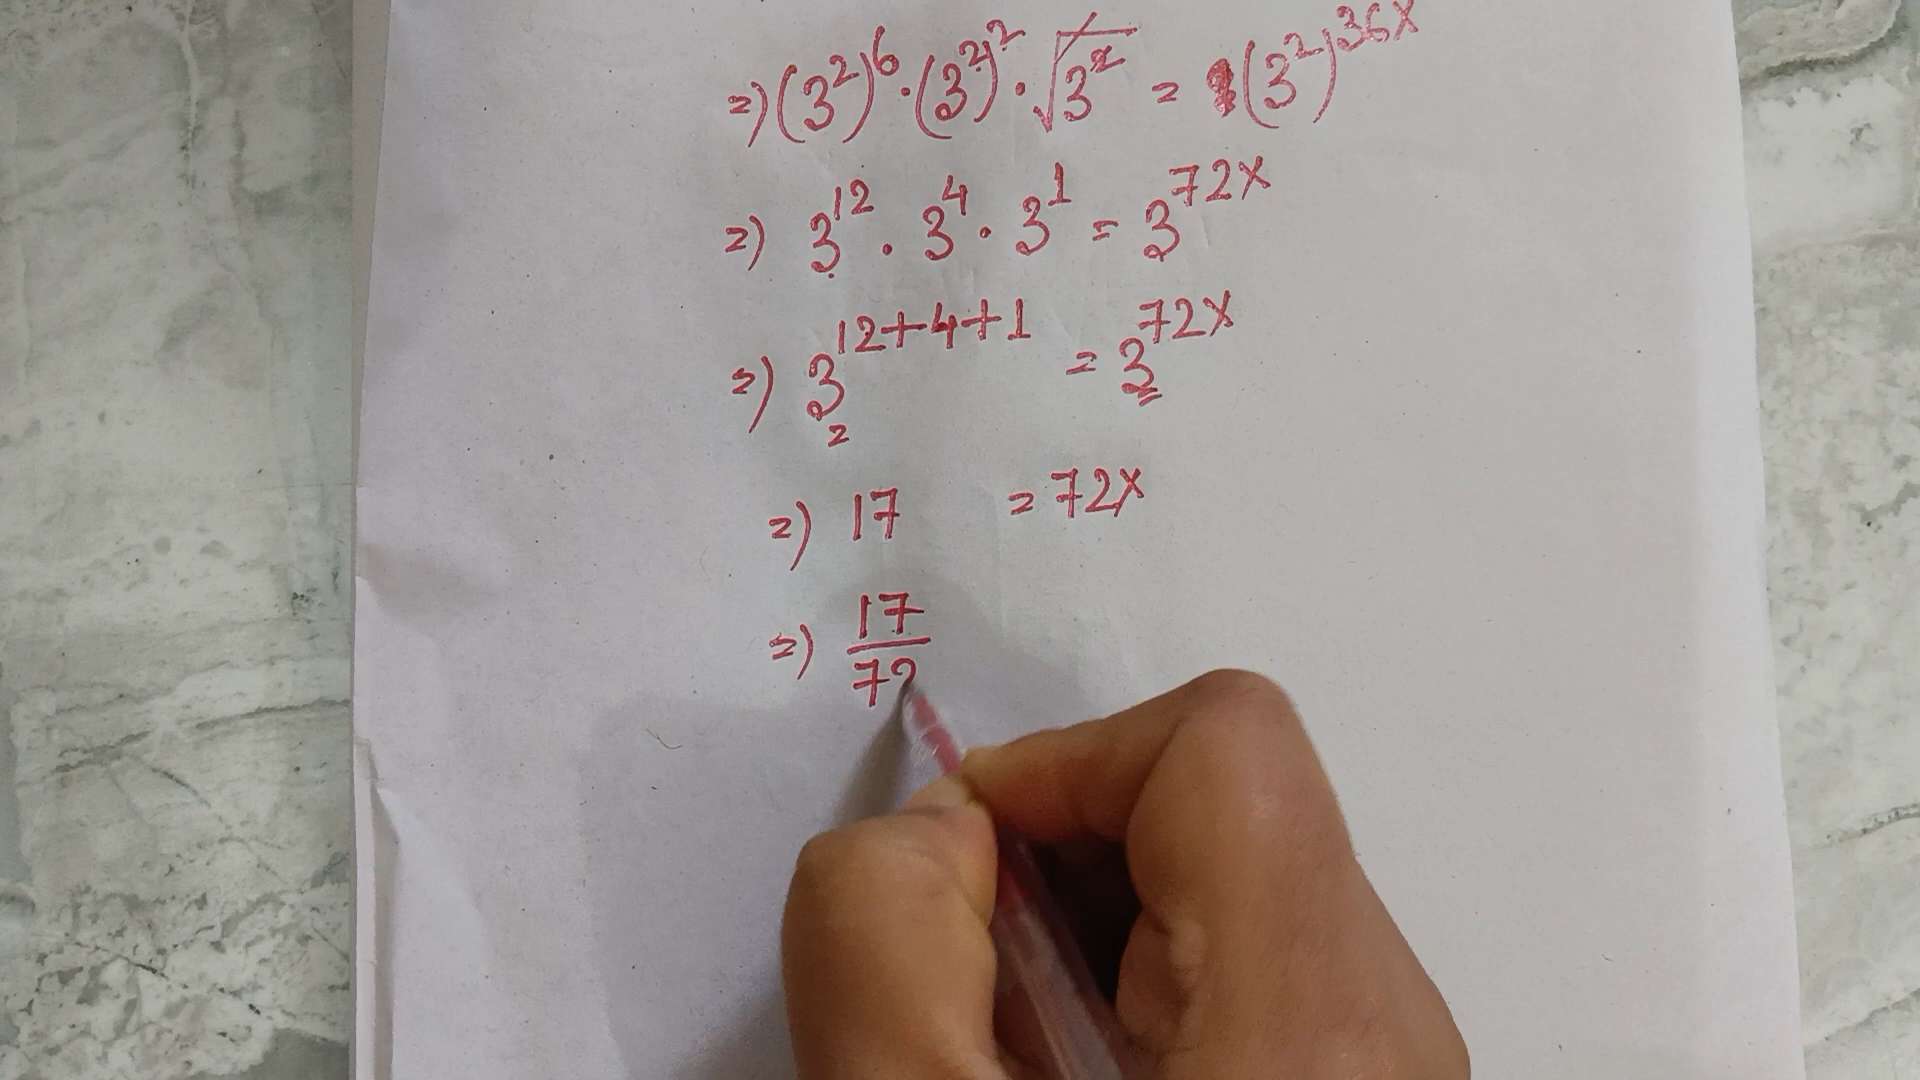 =) (3²)⁶ · (3²)² · √3² = (3²)³⁶ˣ
=) 3¹² · 3⁴ · 3¹ = 3⁷²ˣ
=) 3¹²⁺⁴⁺¹ = 3⁷²ˣ
=) 17 = 72x
=) 17/72